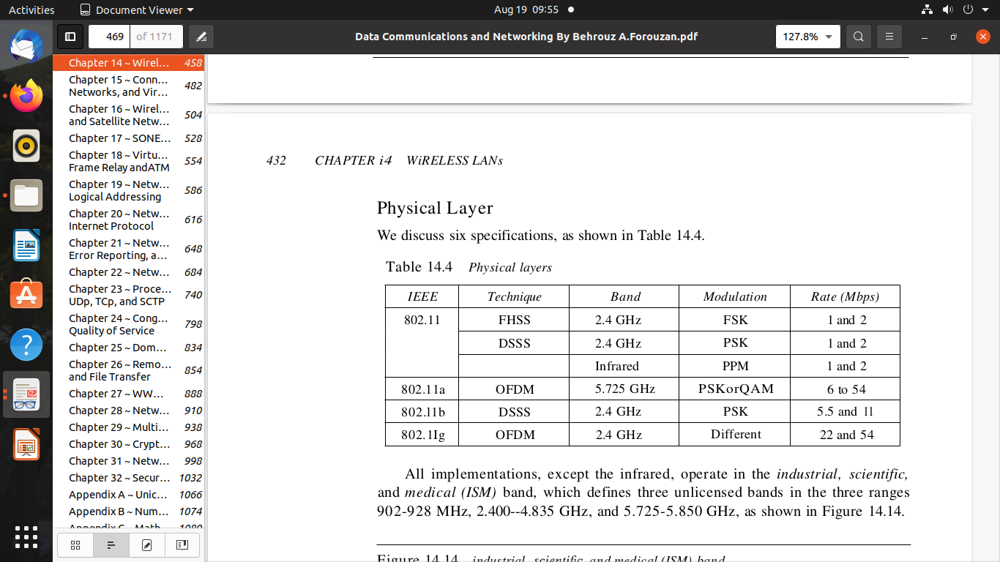 Activities
Document Viewer
Aug 19 09:55
469
of 1171
Data Communications and Networking By Behrouz A.Forouzan.pdf
127.8%
Chapter 14 ~ Wirel… 458
Chapter 15 ~ Conn…
Networks, and Vir… 482
Chapter 16 ~ Wirel…
and Satellite Netw… 504
Chapter 17 ~ SONE… 528
Chapter 18 ~ Virtu…
Frame Relay andATM 554
Chapter 19 ~ Netw…
Logical Addressing 586
Chapter 20 ~ Netw…
Internet Protocol 616
Chapter 21 ~ Netw…
Error Reporting, a… 648
Chapter 22 ~ Netw… 684
Chapter 23 ~ Proce…
UDp, TCp, and SCTP 740
Chapter 24 ~ Cong…
Quality of Service 798
Chapter 25 ~ Dom… 834
Chapter 26 ~ Remo…
and File Transfer 854
Chapter 27 ~ WW… 888
Chapter 28 ~ Netw… 910
Chapter 29 ~ Multi… 938
Chapter 30 ~ Crypt… 968
Chapter 31 ~ Netw… 998
Chapter 32 ~ Secur… 1032
Appendix A ~ Unic… 1066
Appendix B ~ Num… 1074
Appendix C ~ Math… 1080
432 CHAPTER i4 WiRELESS LANs
Physical Layer
We discuss six specifications, as shown in Table 14.4.
Table 14.4 Physical layers
IEEE Technique Band Modulation Rate (Mbps)
802.11 FHSS 2.4 GHz FSK 1 and 2
DSSS 2.4 GHz PSK 1 and 2
Infrared PPM 1 and 2
802.11a OFDM 5.725 GHz PSKorQAM 6 to 54
802.11b DSSS 2.4 GHz PSK 5.5 and 11
802.1Ig OFDM 2.4 GHz Different 22 and 54
All implementations, except the infrared, operate in the industrial, scientific,
and medical (ISM) band, which defines three unlicensed bands in the three ranges
902-928 MHz, 2.400--4.835 GHz, and 5.725-5.850 GHz, as shown in Figure 14.14.
Figure 14.14 industrial, scientific, and medical (ISM) band